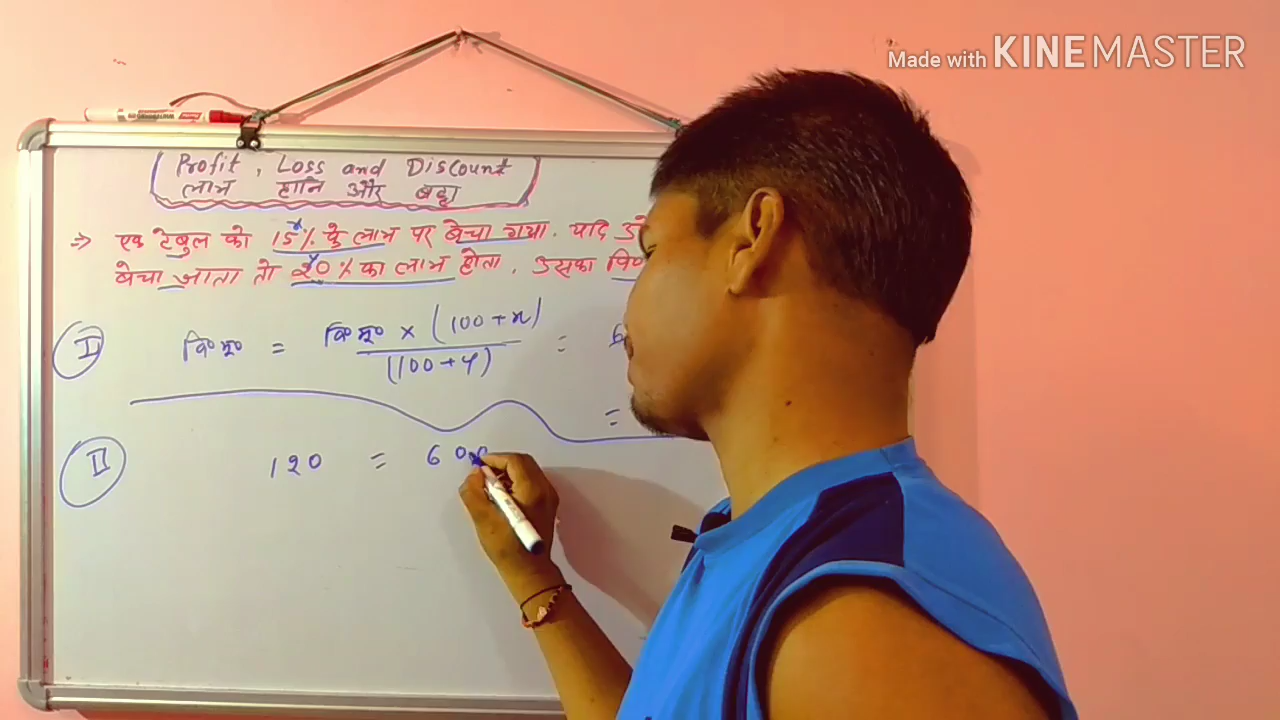 Made with KINEMASTER
Profit, Loss and Discount
लाभ हानि और बट्टा
⇒ एक टेबुल को 15% के लाभ पर बेचा गया. यदि उसे
बेचा जाता तो 20% का लाभ होता. उसका
I वि॰मू॰ = वि॰मू॰ × (100+x) =
(100+y)
=
II 120 = 600